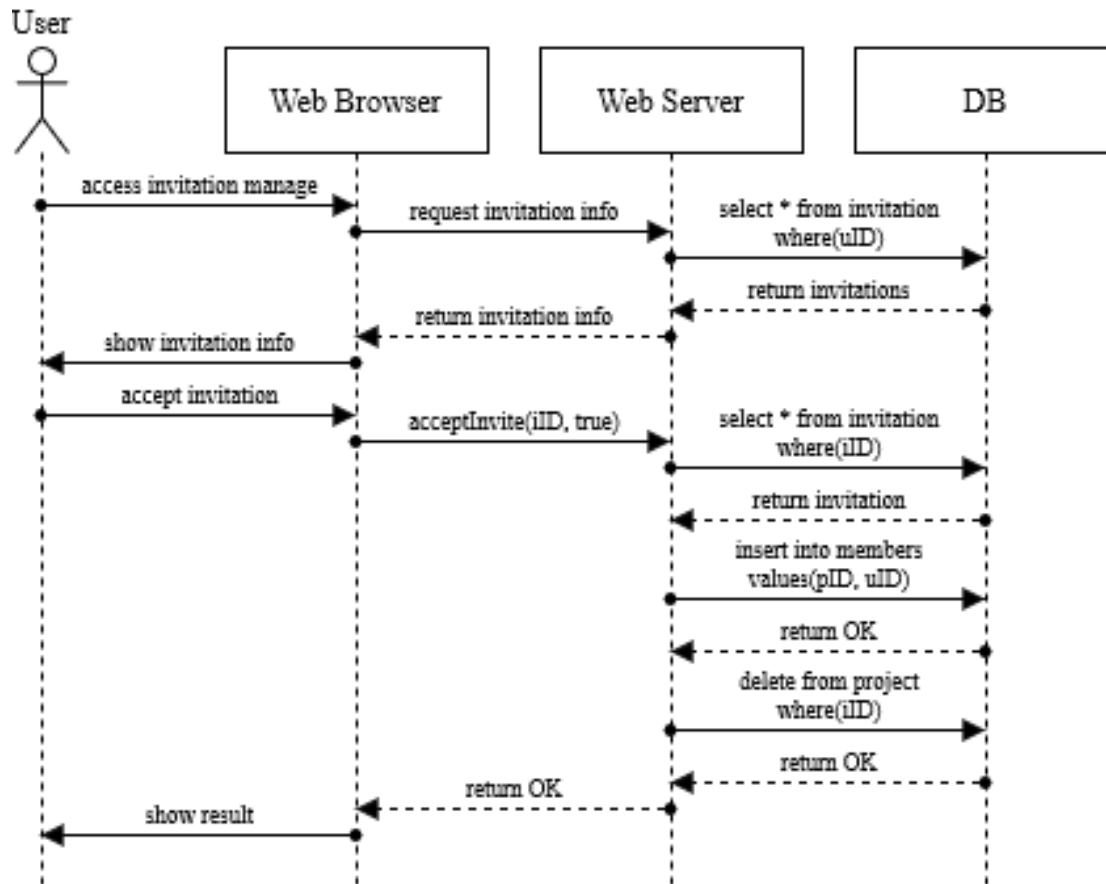 User
Web Browser
Web Server
DB
access invitation manage
request invitation info
select * from invitation
where(uID)
return invitations
return invitation info
show invitation info
accept invitation
acceptInvite(iID, true)
select * from invitation
where(iID)
return invitation
insert into members
values(pID, uID)
return OK
delete from project
where(iID)
return OK
return OK
show result